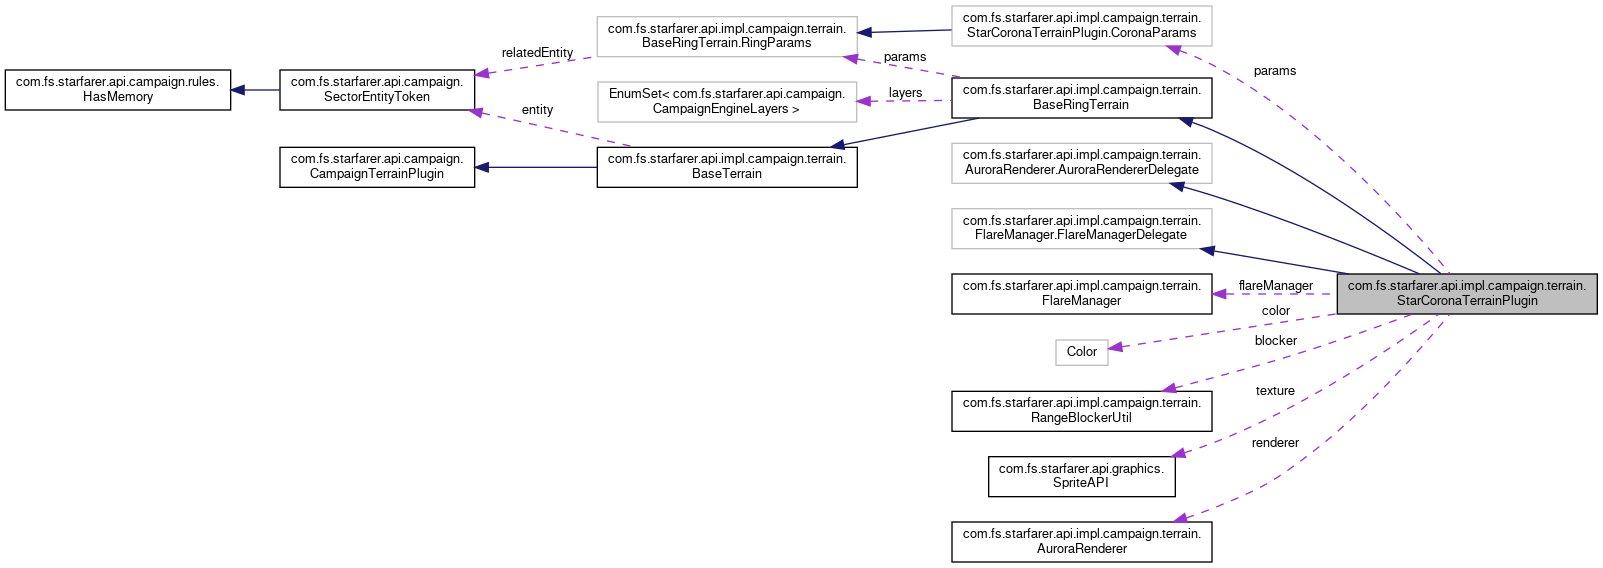 com.fs.starfarer.api.campaign.rules.
HasMemory
com.fs.starfarer.api.campaign.
SectorEntityToken
com.fs.starfarer.api.campaign.
CampaignTerrainPlugin
relatedEntity
entity
com.fs.starfarer.api.impl.campaign.terrain.
BaseRingTerrain.RingParams
EnumSet< com.fs.starfarer.api.campaign.
CampaignEngineLayers >
com.fs.starfarer.api.impl.campaign.terrain.
BaseTerrain
params
layers
com.fs.starfarer.api.impl.campaign.terrain.
StarCoronaTerrainPlugin.CoronaParams
com.fs.starfarer.api.impl.campaign.terrain.
BaseRingTerrain
com.fs.starfarer.api.impl.campaign.terrain.
AuroraRenderer.AuroraRendererDelegate
com.fs.starfarer.api.impl.campaign.terrain.
FlareManager.FlareManagerDelegate
com.fs.starfarer.api.impl.campaign.terrain.
FlareManager
Color
com.fs.starfarer.api.impl.campaign.terrain.
RangeBlockerUtil
com.fs.starfarer.api.graphics.
SpriteAPI
com.fs.starfarer.api.impl.campaign.terrain.
AuroraRenderer
params
flareManager
color
blocker
texture
renderer
com.fs.starfarer.api.impl.campaign.terrain.
StarCoronaTerrainPlugin